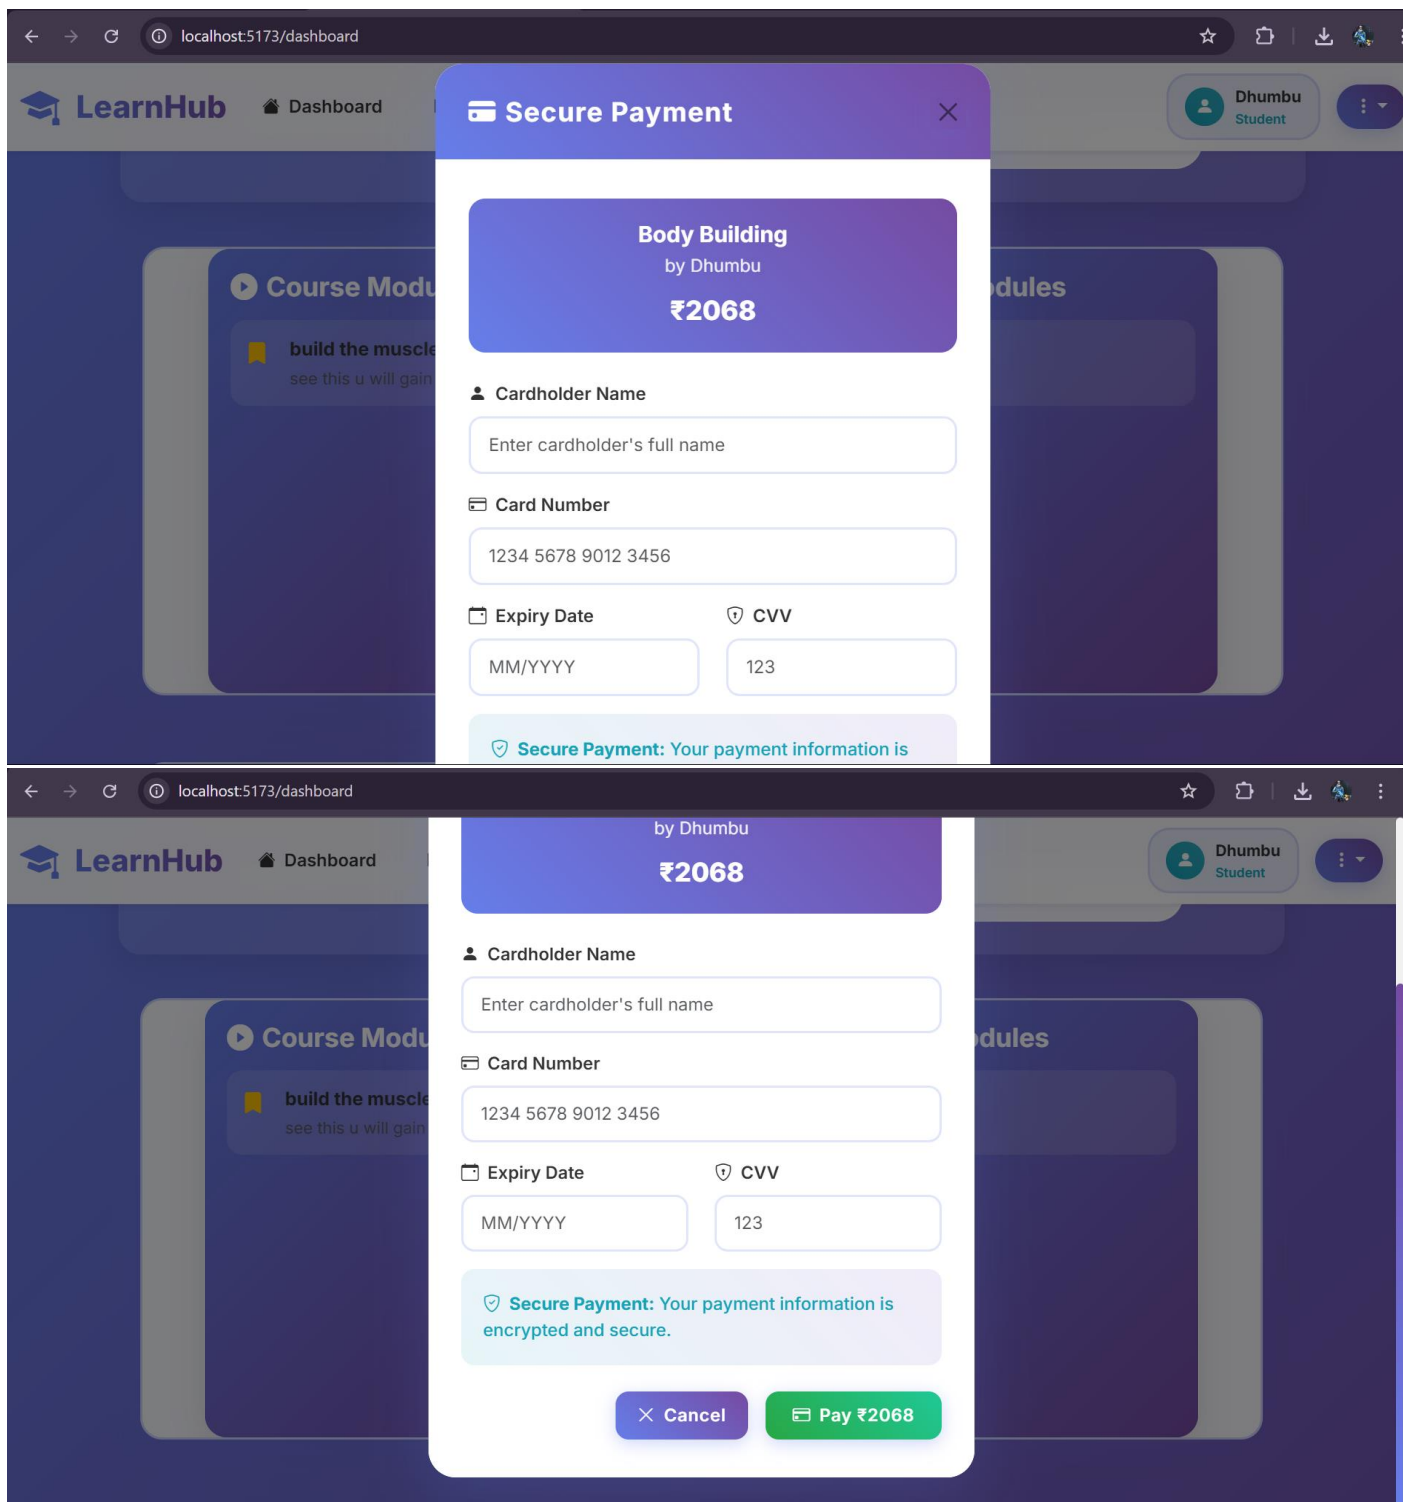 localhost:5173/dashboard
LearnHub
Dashboard
Secure Payment
Dhumbu
Student
Body Building
by Dhumbu
₹2068
Course Modu
odules
build the muscle
see this u will gain
Cardholder Name
Enter cardholder's full name
Card Number
1234 5678 9012 3456
Expiry Date
CVV
MM/YYYY
123
Secure Payment: Your payment information is
localhost:5173/dashboard
by Dhumbu
LearnHub
Dashboard
Dhumbu
Student
₹2068
Cardholder Name
Enter cardholder's full name
Course Modu
odules
Card Number
build the muscle
see this u will gain
1234 5678 9012 3456
Expiry Date
CVV
MM/YYYY
123
Secure Payment: Your payment information is
encrypted and secure.
Cancel
Pay ₹2068